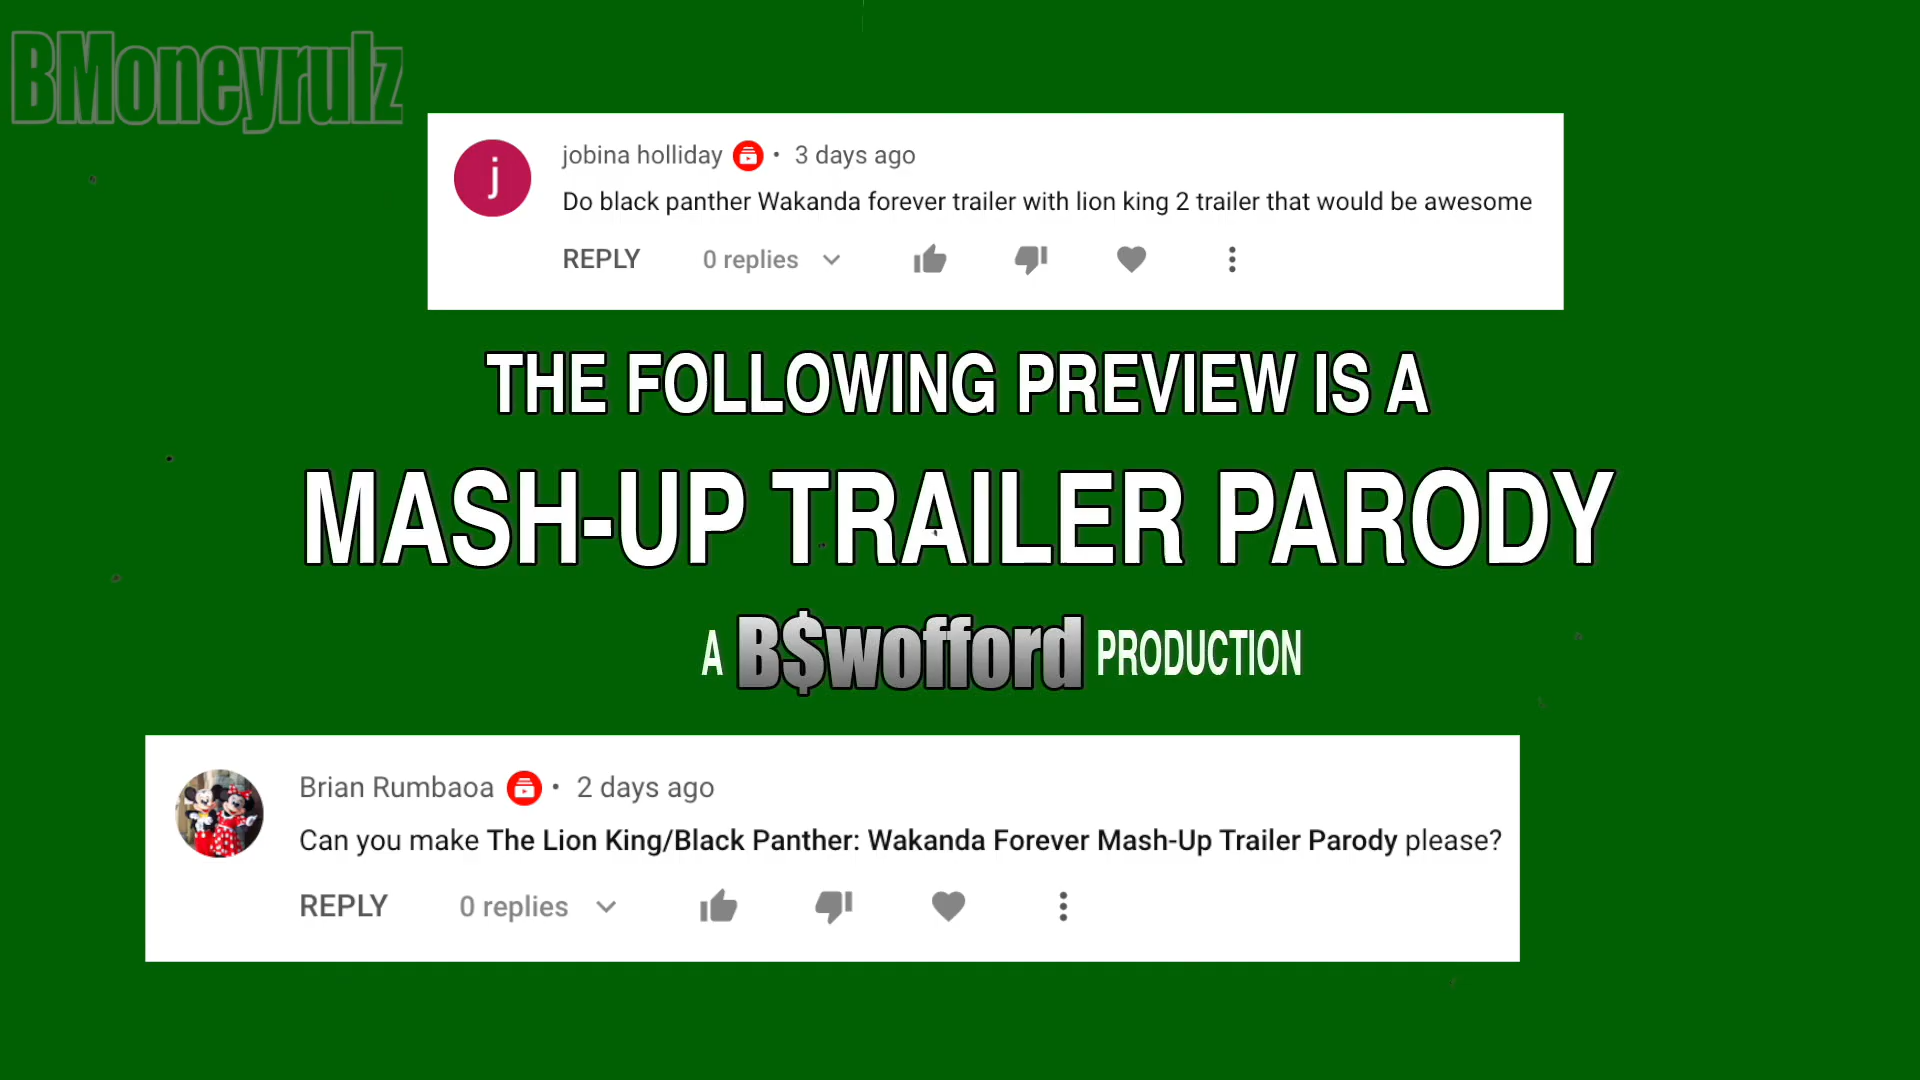 BMoneyrulz
j
jobina holliday • 3 days ago
Do black panther Wakanda forever trailer with lion king 2 trailer that would be awesome
REPLY 0 replies
THE FOLLOWING PREVIEW IS A
MASH-UP TRAILER PARODY
A B$wofford PRODUCTION
Brian Rumbaoa • 2 days ago
Can you make The Lion King/Black Panther: Wakanda Forever Mash-Up Trailer Parody please?
REPLY 0 replies